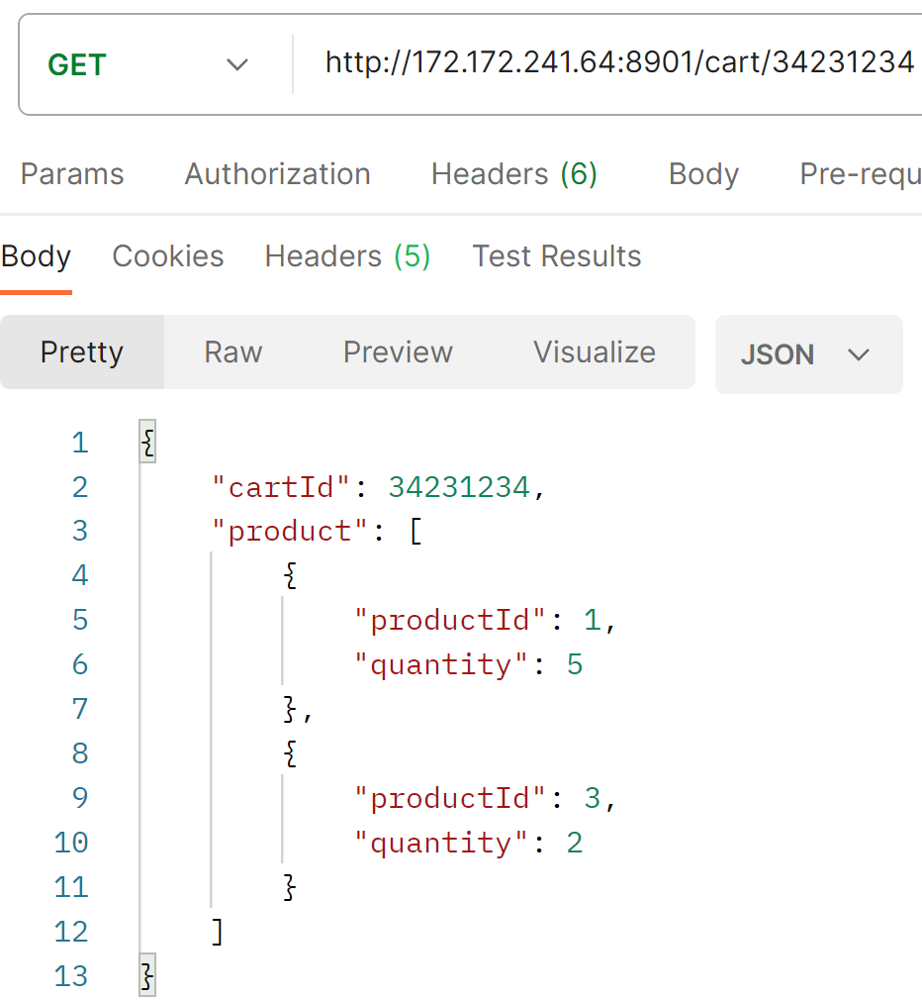 GET http://172.172.241.64:8901/cart/34231234
Params Authorization Headers (6) Body Pre-requ
Body Cookies Headers (5) Test Results
Pretty Raw Preview Visualize JSON
1 {
2 "cartId": 34231234,
3 "product": [
4 {
5 "productId": 1,
6 "quantity": 5
7 },
8 {
9 "productId": 3,
10 "quantity": 2
11 }
12 ]
13 }